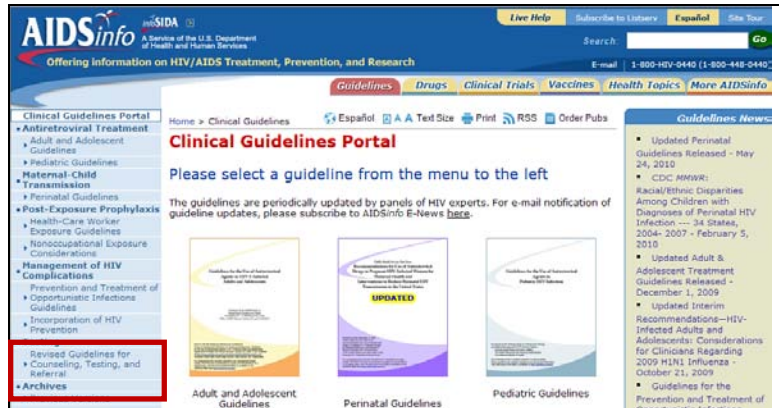 AIDSinfo
infoSIDA
A Service of the U.S. Department
of Health and Human Services
Offering information on HIV/AIDS Treatment, Prevention, and Research
Live Help
Subscribe to Listserv
Español
Site Tour
Search:
Go
E-mail
1-800-HIV-0440 (1-800-448-0440)
Guidelines
Drugs
Clinical Trials
Vaccines
Health Topics
More AIDSinfo
Clinical Guidelines Portal
Antiretroviral Treatment
Adult and Adolescent
Guidelines
Pediatric Guidelines
Maternal-Child
Transmission
Perinatal Guidelines
Post-Exposure Prophylaxis
Health-Care Worker
Exposure Guidelines
Nonoccupational Exposure
Considerations
Management of HIV
Complications
Prevention and Treatment of
Opportunistic Infections
Guidelines
Incorporation of HIV
Prevention
Revised Guidelines for
Counseling, Testing, and
Referral
Archives
Home > Clinical Guidelines
Español
A A Text Size
Print
RSS
Order Pubs
Clinical Guidelines Portal
Please select a guideline from the menu to the left
The guidelines are periodically updated by panels of HIV experts. For e-mail notification of
guideline updates, please subscribe to AIDSinfo E-News here.
UPDATED
Adult and Adolescent
Guidelines
Perinatal Guidelines
Pediatric Guidelines
Guidelines News
Updated Perinatal
Guidelines Released - May
24, 2010
CDC MMWR:
Racial/Ethnic Disparities
Among Children with
Diagnoses of Perinatal HIV
Infection --- 34 States,
2004- 2007 - February 5,
2010
Updated Adult &
Adolescent Treatment
Guidelines Released -
December 1, 2009
Updated Interim
Recommendations—HIV-
Infected Adults and
Adolescents: Considerations
for Clinicians Regarding
2009 H1N1 Influenza -
October 21, 2009
Guidelines for the
Prevention and Treatment of